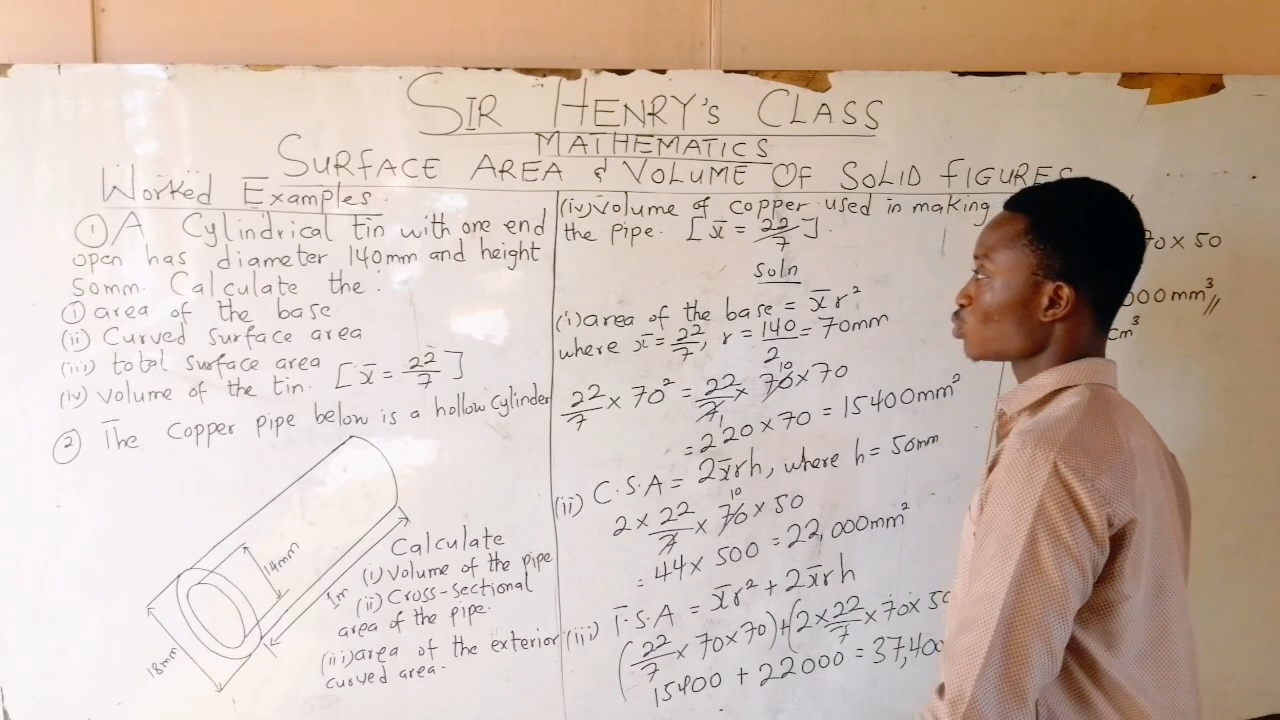 SIR HENRY'S CLASS
MATHEMATICS
SURFACE AREA & VOLUME OF SOLID FIGURES
Worked Examples
① A Cylindrical tin with one end
open has diameter 140mm and height
50mm. Calculate the:
① area of the base
(ii) Curved surface area
(iii) total surface area
(iv) volume of the tin. [π = 22/7]
② The copper pipe below is a hollow cylinder
14mm
1m
18mm
Calculate
(i) volume of the pipe
(ii) Cross-sectional
area of the pipe.
(iii) area of the exterior
curved area.
(iv) volume of copper used in making
the pipe. [π = 22/7].
Soln
(i) area of the base = πr²
where π = 22/7, r = 140/2 = 70mm
22/7 × 70² = 22/7 × 70 × 70
10
1
= 220 × 70 = 15400mm²
(ii) C.S.A = 2πrh, where h = 50mm
2 × 22/7 × 70 × 50
10
= 44 × 500 = 22,000mm²
(iii) T.S.A = πr² + 2πrh
(22/7 × 70 × 70) + (2 × 22/7 × 70 × 50
15400 + 22000 = 37,400
70 × 50
000mm³
cm³